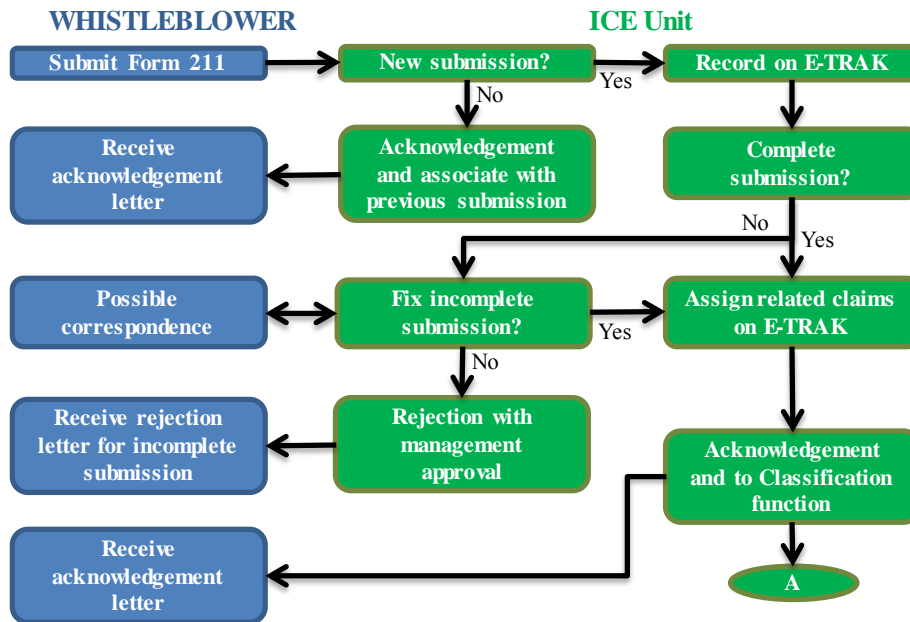 WHISTLEBLOWER
ICE Unit
Submit Form 211
New submission?
Yes
Record on E-TRAK
No
Receive
acknowledgement
letter
Acknowledgement
and associate with
previous submission
Complete
submission?
No
Yes
Possible
correspondence
Fix incomplete
submission?
Yes
Assign related claims
on E-TRAK
No
Receive rejection
letter for incomplete
submission
Rejection with
management
approval
Acknowledgement
and to Classification
function
Receive
acknowledgement
letter
A